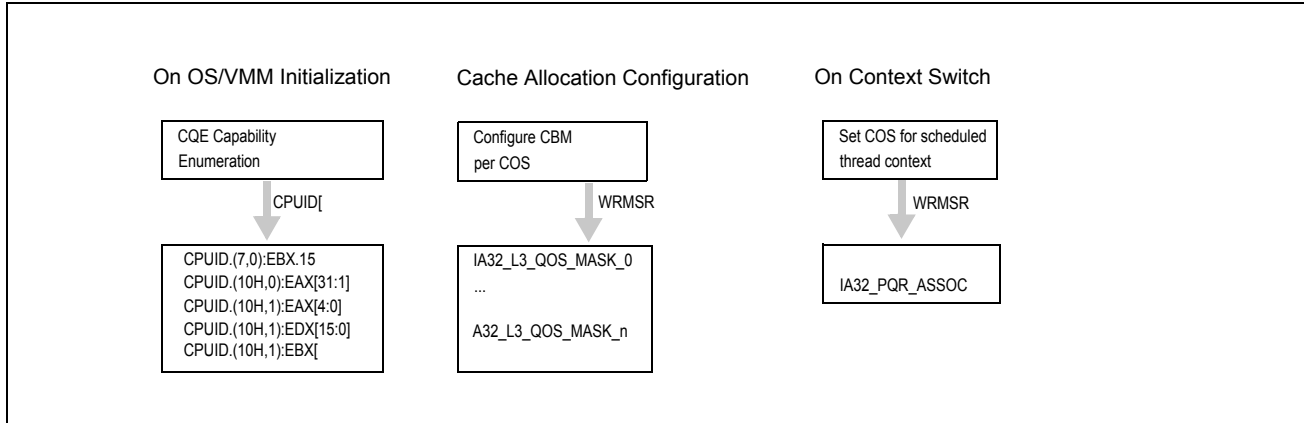 On OS/VMM Initialization
CQE Capability
Enumeration
CPUID[
CPUID.(7,0):EBX.15
CPUID.(10H,0):EAX[31:1]
CPUID.(10H,1):EAX[4:0]
CPUID.(10H,1):EDX[15:0]
CPUID.(10H,1):EBX[
Cache Allocation Configuration
Configure CBM
per COS
WRMSR
IA32_L3_QOS_MASK_0
...
A32_L3_QOS_MASK_n
On Context Switch
Set COS for scheduled
thread context
WRMSR
IA32_PQR_ASSOC